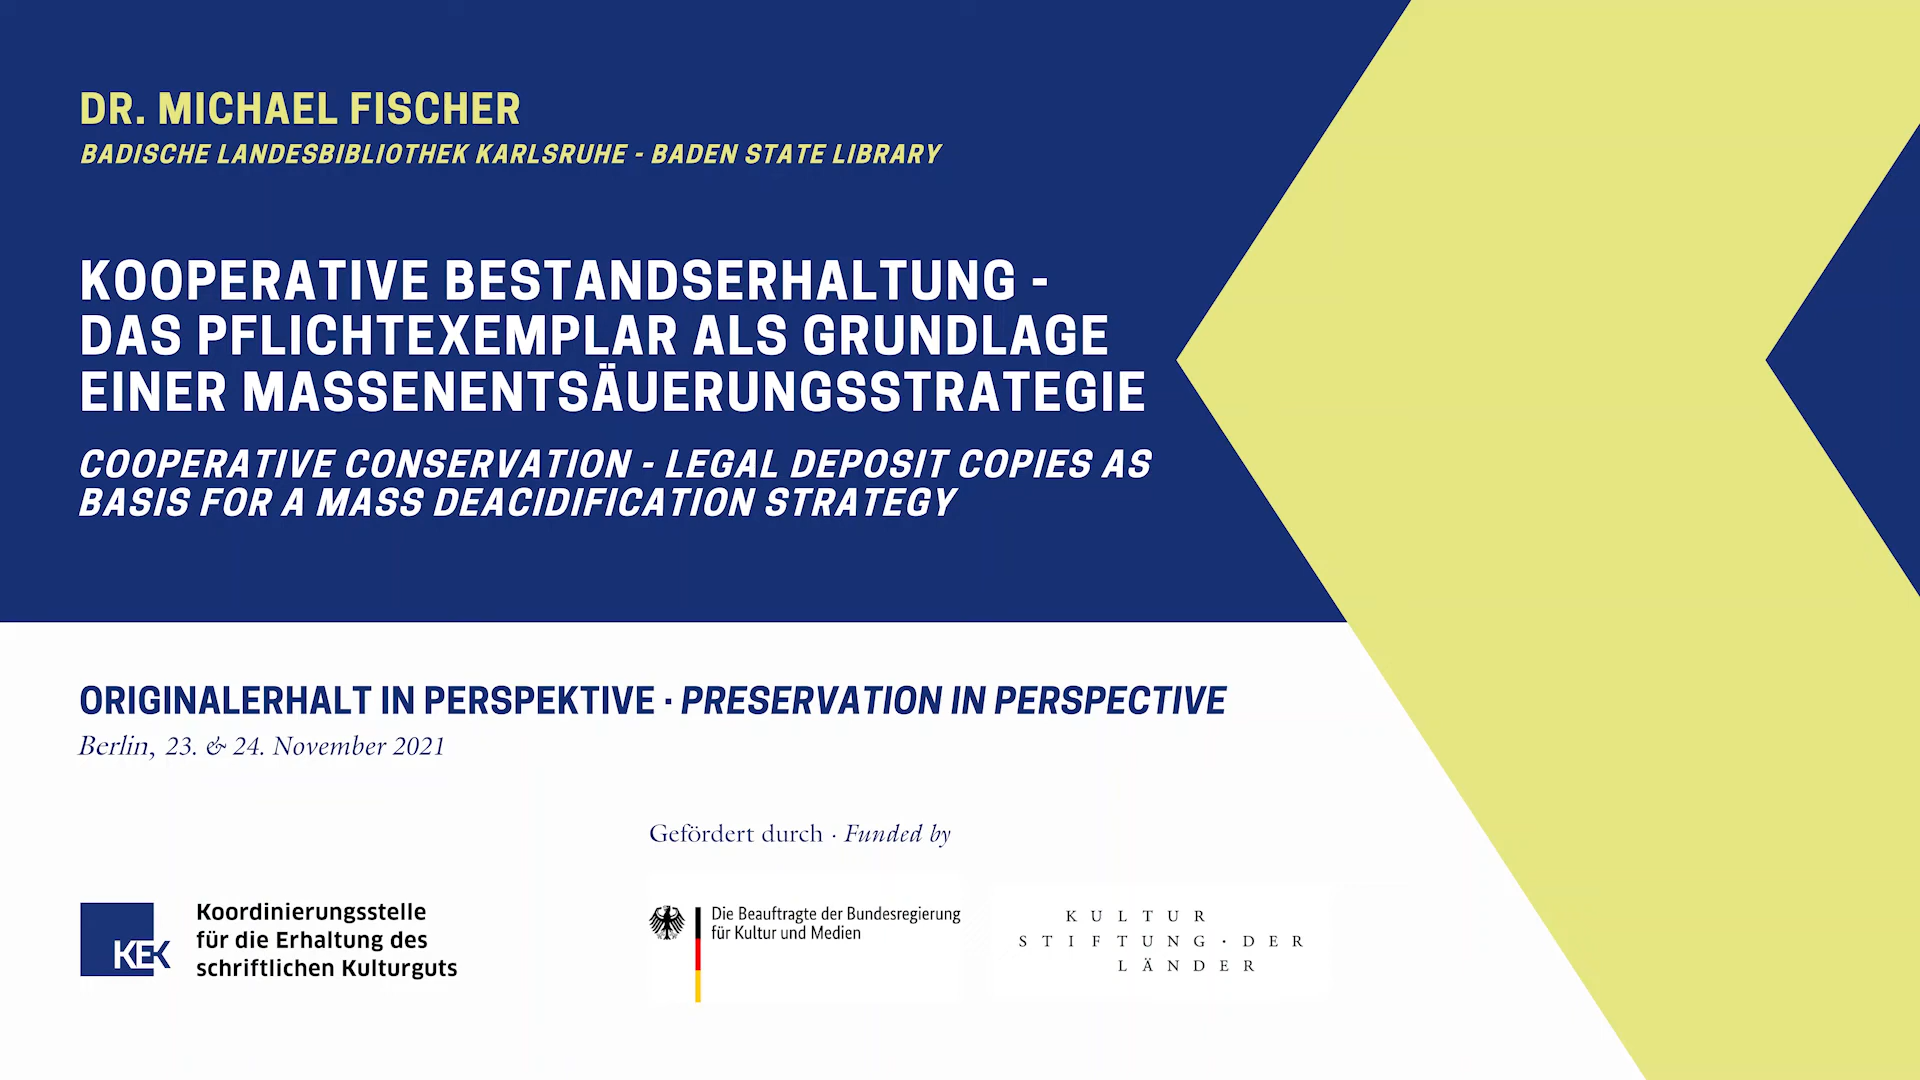 DR. MICHAEL FISCHER
BADISCHE LANDESBIBLIOTHEK KARLSRUHE - BADEN STATE LIBRARY
KOOPERATIVE BESTANDSERHALTUNG -
DAS PFLICHTEXEMPLAR ALS GRUNDLAGE
EINER MASSENENTSÄUERUNGSSTRATEGIE
COOPERATIVE CONSERVATION - LEGAL DEPOSIT COPIES AS
BASIS FOR A MASS DEACIDIFICATION STRATEGY
ORIGINALERHALT IN PERSPEKTIVE · PRESERVATION IN PERSPECTIVE
Berlin, 23. & 24. November 2021
Gefördert durch · Funded by
KEK
Koordinierungsstelle
für die Erhaltung des
schriftlichen Kulturguts
Die Beauftragte der Bundesregierung
für Kultur und Medien
KULTUR
STIFTUNG · DER
LÄNDER